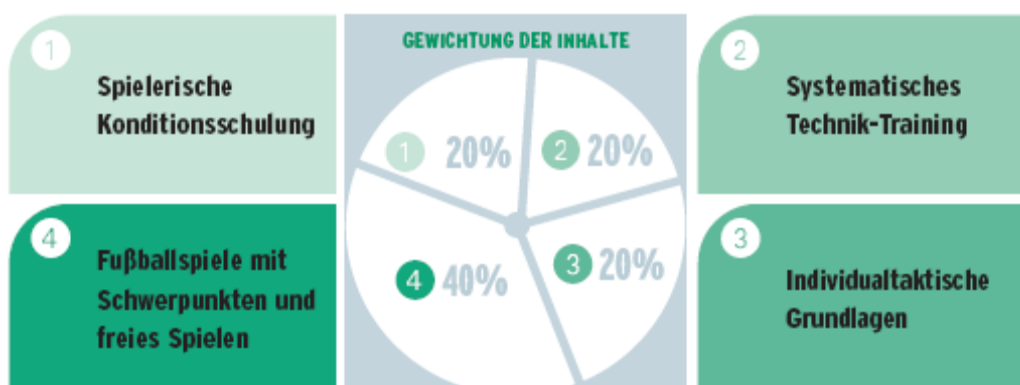 1
Spielerische
Konditionsschulung
GEWICHTUNG DER INHALTE
1 20%
2 20%
3 20%
4 40%
2
Systematisches
Technik-Training
4
Fußballspiele mit
Schwerpunkten und
freies Spielen
3
Individualtaktische
Grundlagen